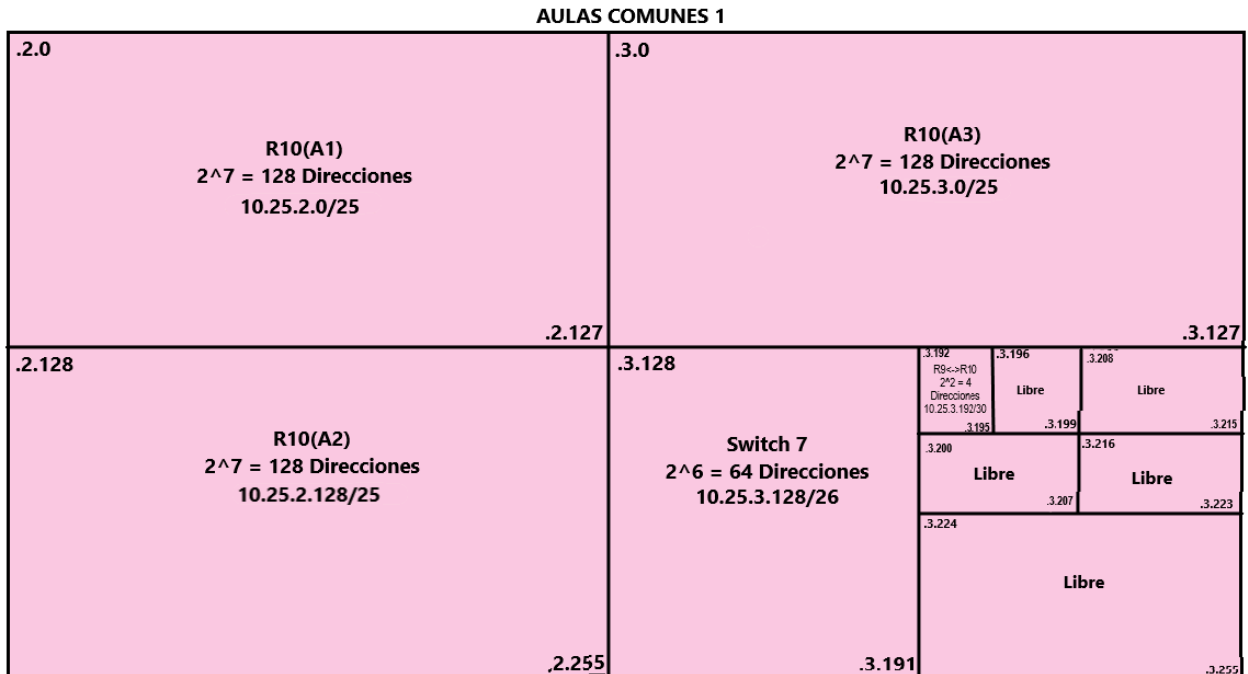 AULAS COMUNES 1
.2.0
R10(A1)
2^7 = 128 Direcciones
10.25.2.0/25
.2.127
.3.0
R10(A3)
2^7 = 128 Direcciones
10.25.3.0/25
.3.127
.2.128
R10(A2)
2^7 = 128 Direcciones
10.25.2.128/25
.2.255
.3.128
Switch 7
2^6 = 64 Direcciones
10.25.3.128/26
.3.191
.3.192
R9<->R10
2^2 = 4
Direcciones
10.25.3.192/30
.3.195
.3.196
Libre
.3.199
.3.208
Libre
.3.215
.3.200
Libre
.3.207
.3.216
Libre
.3.223
.3.224
Libre
.3.255